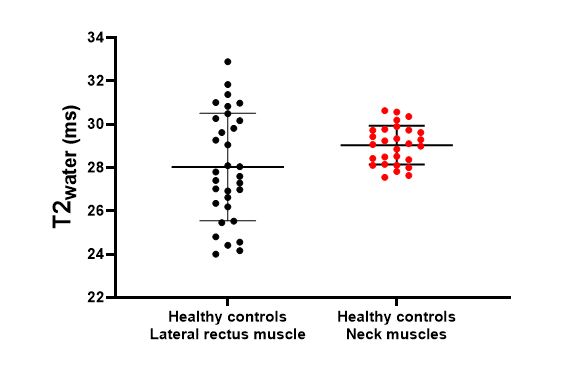 34
32
30
28
26
24
22
T2water (ms)
Healthy controls
Lateral rectus muscle
Healthy controls
Neck muscles